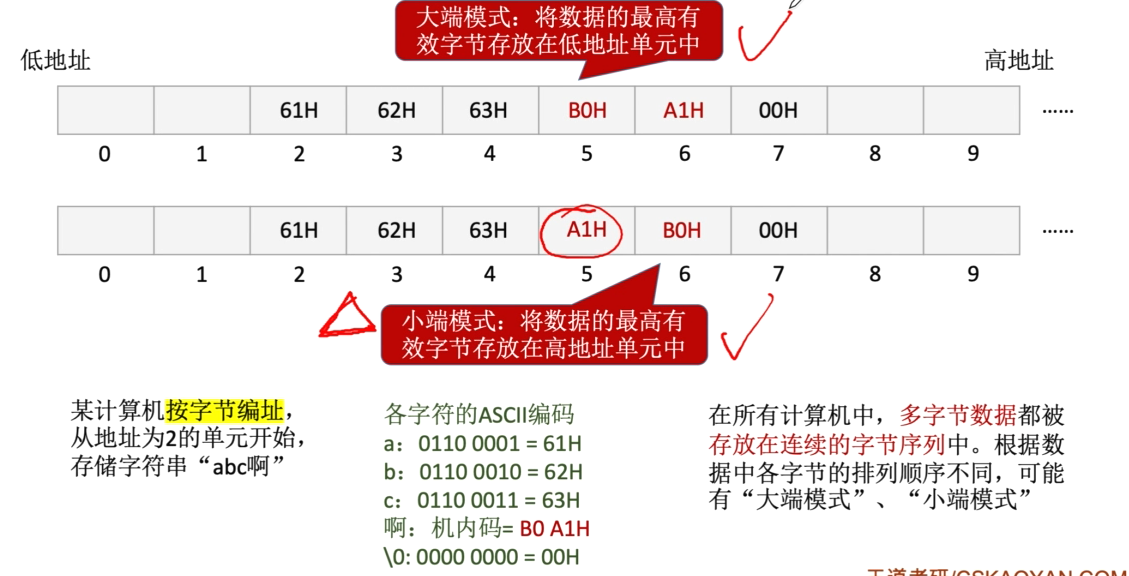 大端模式：将数据的最高有
效字节存放在低地址单元中
低地址
高地址
61H 62H 63H B0H A1H 00H ……
0 1 2 3 4 5 6 7 8 9
61H 62H 63H A1H B0H 00H ……
0 1 2 3 4 5 6 7 8 9
小端模式：将数据的最高有
效字节存放在高地址单元中
某计算机按字节编址，
从地址为2的单元开始，
存储字符串“abc啊”
各字符的ASCII编码
a：0110 0001 = 61H
b：0110 0010 = 62H
c：0110 0011 = 63H
啊：机内码= B0 A1H
\0: 0000 0000 = 00H
在所有计算机中，多字节数据都被
存放在连续的字节序列中。根据数
据中各字节的排列顺序不同，可能
有“大端模式”、“小端模式”
王道考研/CSKAOYAN.COM